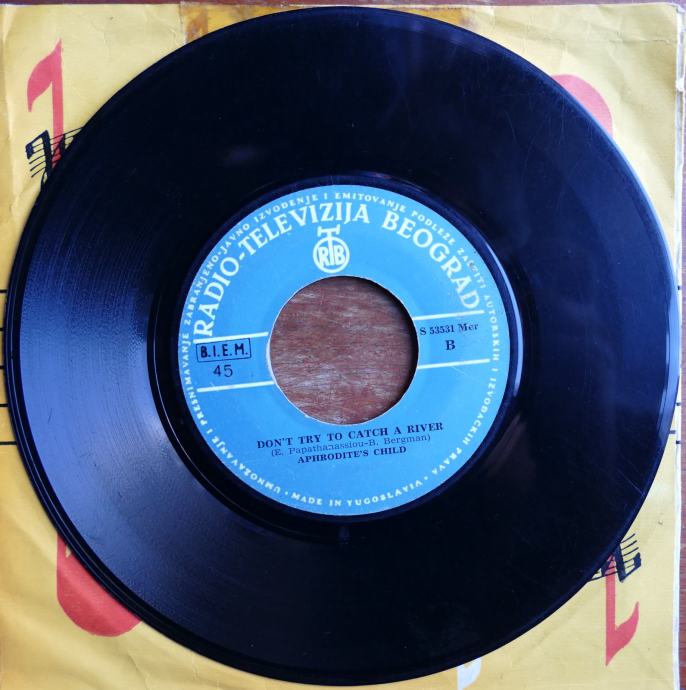 UMNOŽAVANJE I PRESNIMAVANJE ZABRANJENO • JAVNO IZVOĐENJE I EMITOVANJE PODLEŽE ZAŠTITI AUTORSKIH I IZVOĐAČKIH PRAVA •
RADIO-TELEVIZIJA BEOGRAD
RTB
B.I.E.M.
45
S 53531 Mer
B
DON'T TRY TO CATCH A RIVER
(E. Papathanassiou-B. Bergman)
APHRODITE'S CHILD
MADE IN YUGOSLAVIA •